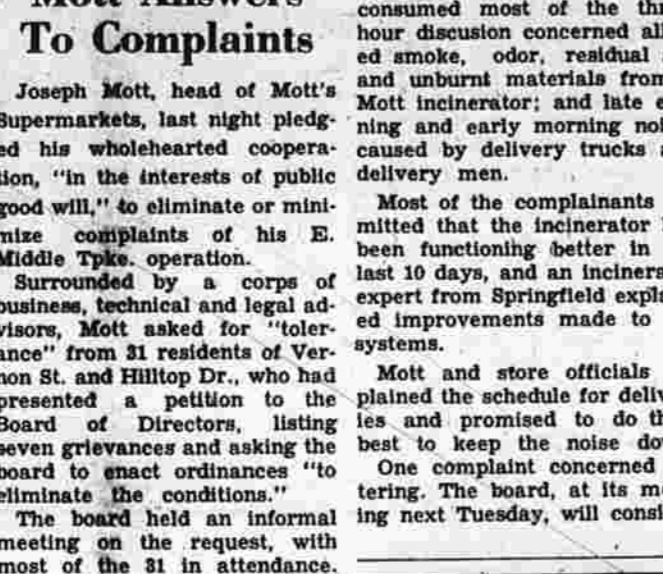 Mott Answers
To Complaints
Joseph Mott, head of Mott's
Supermarkets, last night pledg-
ed his wholehearted coopera-
tion, "in the interests of public
good will," to eliminate or mini-
mize complaints of his E.
Middle Tpke. operation.
Surrounded by a corps of
business, technical and legal ad-
visors, Mott asked for "toler-
ance" from 31 residents of Ver-
non St. and Hilltop Dr., who had
presented a petition to the
Board of Directors, listing
seven grievances and asking the
board to enact ordinances "to
eliminate the conditions."
The board held an informal
meeting on the request, with
most of the 31 in attendance.
consumed most of the
hour discusion concerned
ed smoke, odor, residual
and unburnt materials from
Mott incinerator; and late
ning and early morning
caused by delivery trucks
delivery men.
Most of the complainants
mitted that the incinerator
been functioning better in
last 10 days, and an
expert from Springfield
ed improvements made to
systems.
Mott and store officials
plained the schedule for
ies and promised to do
best to keep the noise
One complaint concerned
tering. The board, at its
ing next Tuesday, will